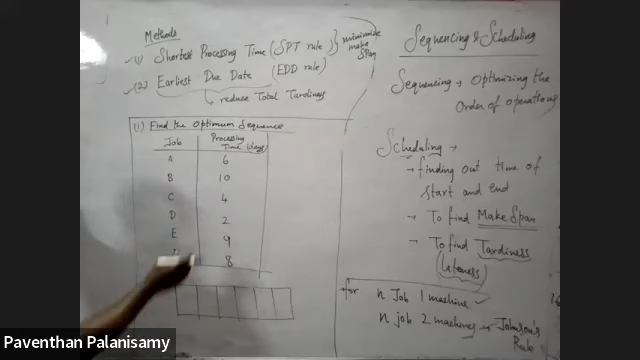 Methods
(1) Shortest Processing Time (SPT rule) } minimize make span
(2) Earliest Due Date (EDD rule)
↳ reduce Total Tardiness
(1) Find the Optimum Sequence
Job Processing Time (days)
A 6
B 10
C 4
D 2
E 9
8
Sequencing & Scheduling
Sequencing → Optimizing the
Order of operations
Scheduling →
→ finding out time of
start and end
→ To find Make Span
→ To find Tardiness
(Lateness)
for n Job 1 machine
n job 2 machines → Johnson's
Rule
Paventhan Palanisamy
zoom